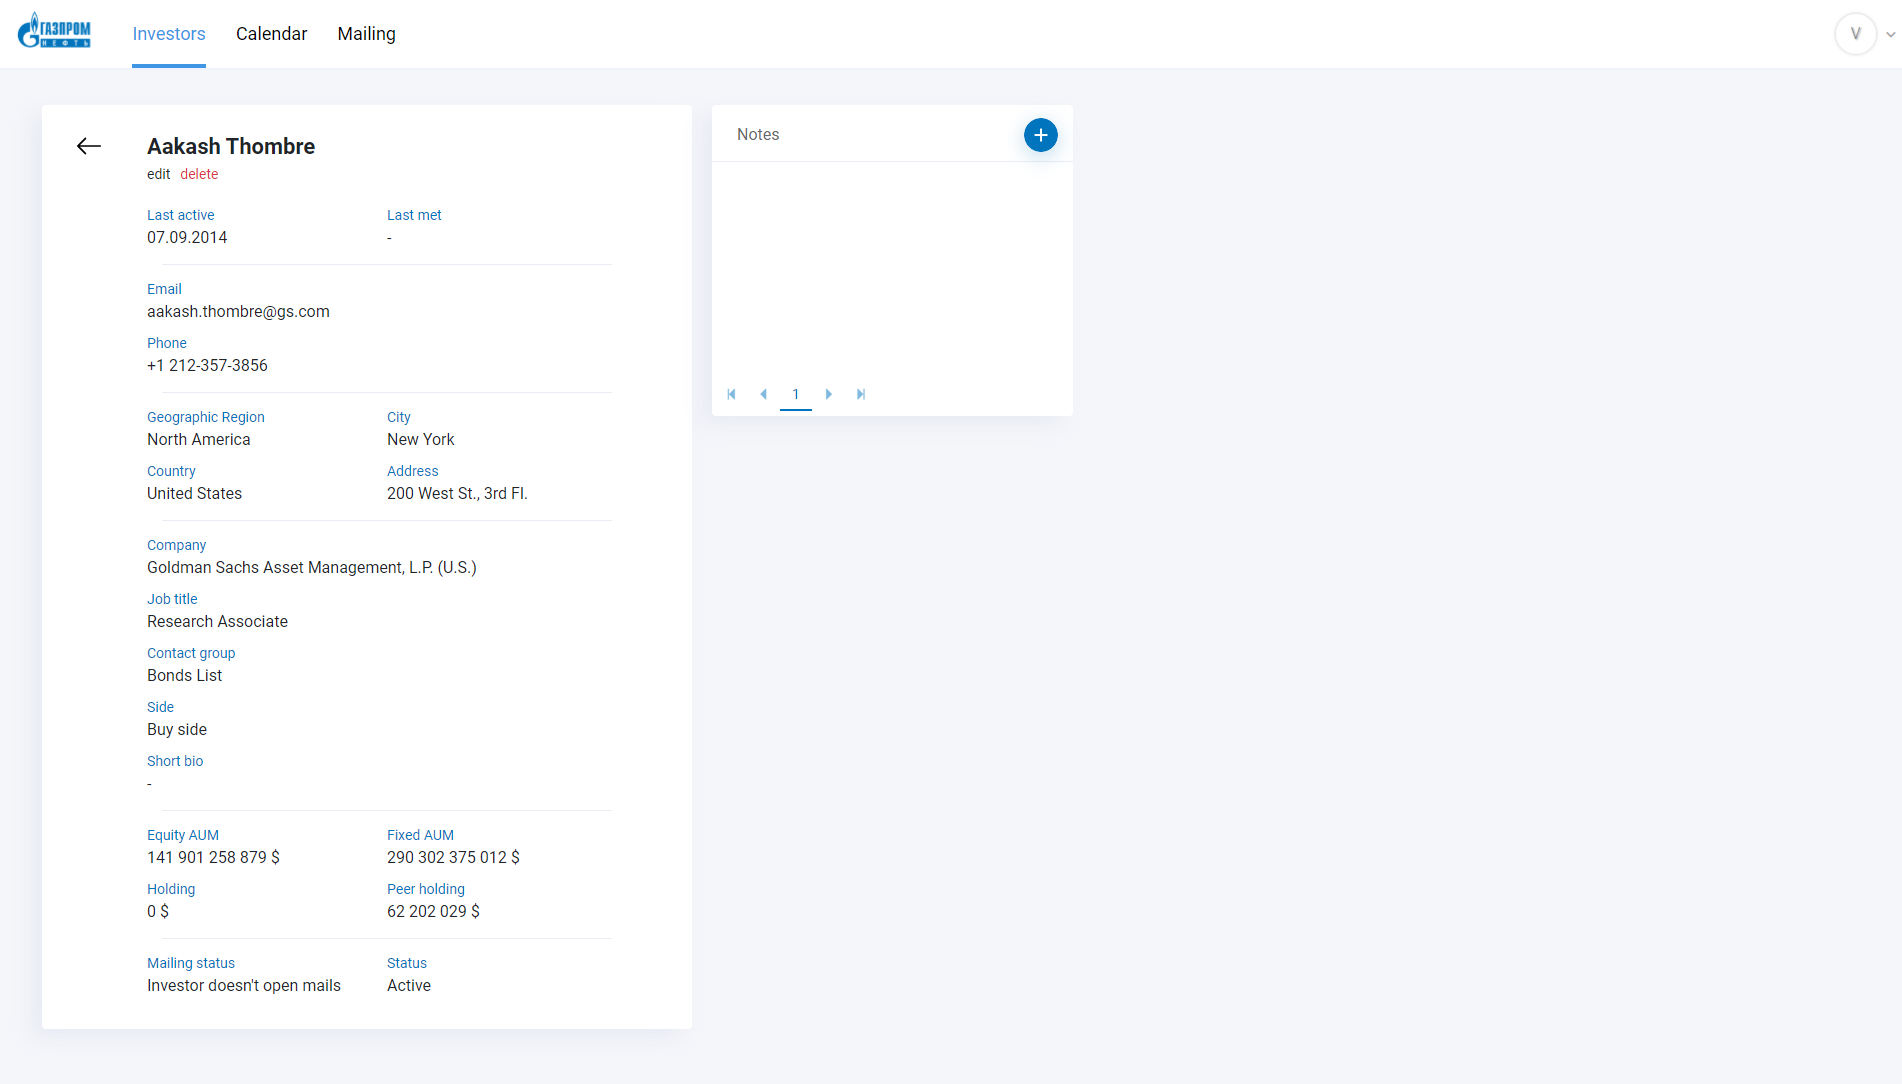 ГАЗПРОМ
НЕФТЬ
Investors Calendar Mailing
V
Aakash Thombre
edit delete
Last active Last met
07.09.2014 -
Email
aakash.thombre@gs.com
Phone
+1 212-357-3856
Geographic Region City
North America New York
Country Address
United States 200 West St., 3rd Fl.
Company
Goldman Sachs Asset Management, L.P. (U.S.)
Job title
Research Associate
Contact group
Bonds List
Side
Buy side
Short bio
-
Equity AUM Fixed AUM
141 901 258 879 $ 290 302 375 012 $
Holding Peer holding
0 $ 62 202 029 $
Mailing status Status
Investor doesn't open mails Active
Notes
1